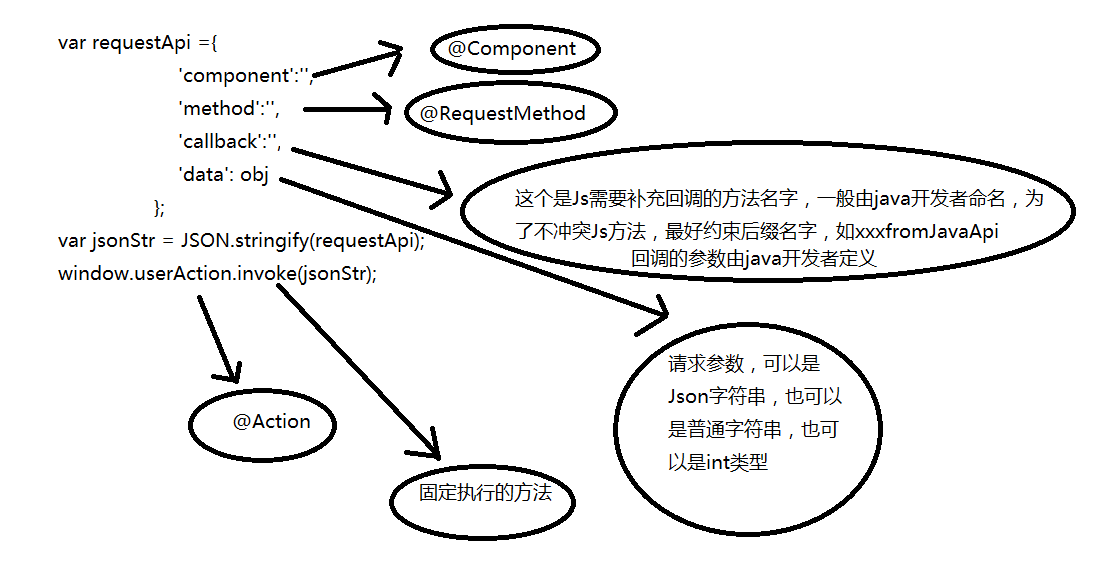 var requestApi ={
'component':'',
'method':'',
'callback':'',
'data': obj
};
var jsonStr = JSON.stringify(requestApi);
window.userAction.invoke(jsonStr);
@Component
@RequestMethod
这个是Js需要补充回调的方法名字，一般由java开发者命名，为
了不冲突Js方法，最好约束后缀名字，如xxxfromJavaApi
回调的参数由java开发者定义
请求参数，可以是
Json字符串，也可以
是普通字符串，也可
以是int类型
@Action
固定执行的方法